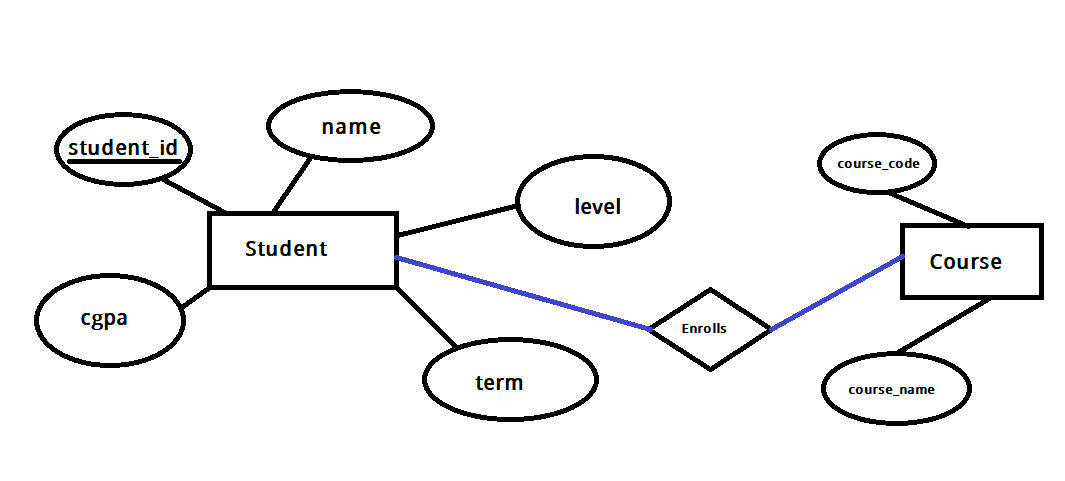 student_id
name
level
Student
cgpa
term
Enrolls
course_code
Course
course_name